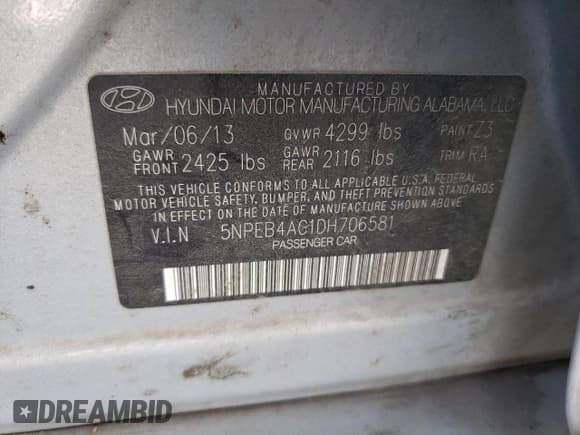 MANUFACTURED BY
HYUNDAI MOTOR MANUFACTURING ALABAMA, LLC
Mar/06/13 GVWR 4299 lbs PAINT Z3
GAWR FRONT 2425 lbs GAWR REAR 2116 lbs TRIM RA
THIS VEHICLE CONFORMS TO ALL APPLICABLE U.S.A. FEDERAL
MOTOR VEHICLE SAFETY, BUMPER, AND THEFT PREVENTION STANDARDS
IN EFFECT ON THE DATE OF MANUFACTURE SHOWN ABOVE
V.I.N 5NPEB4AC1DH706581
PASSENGER CAR
DREAMBID